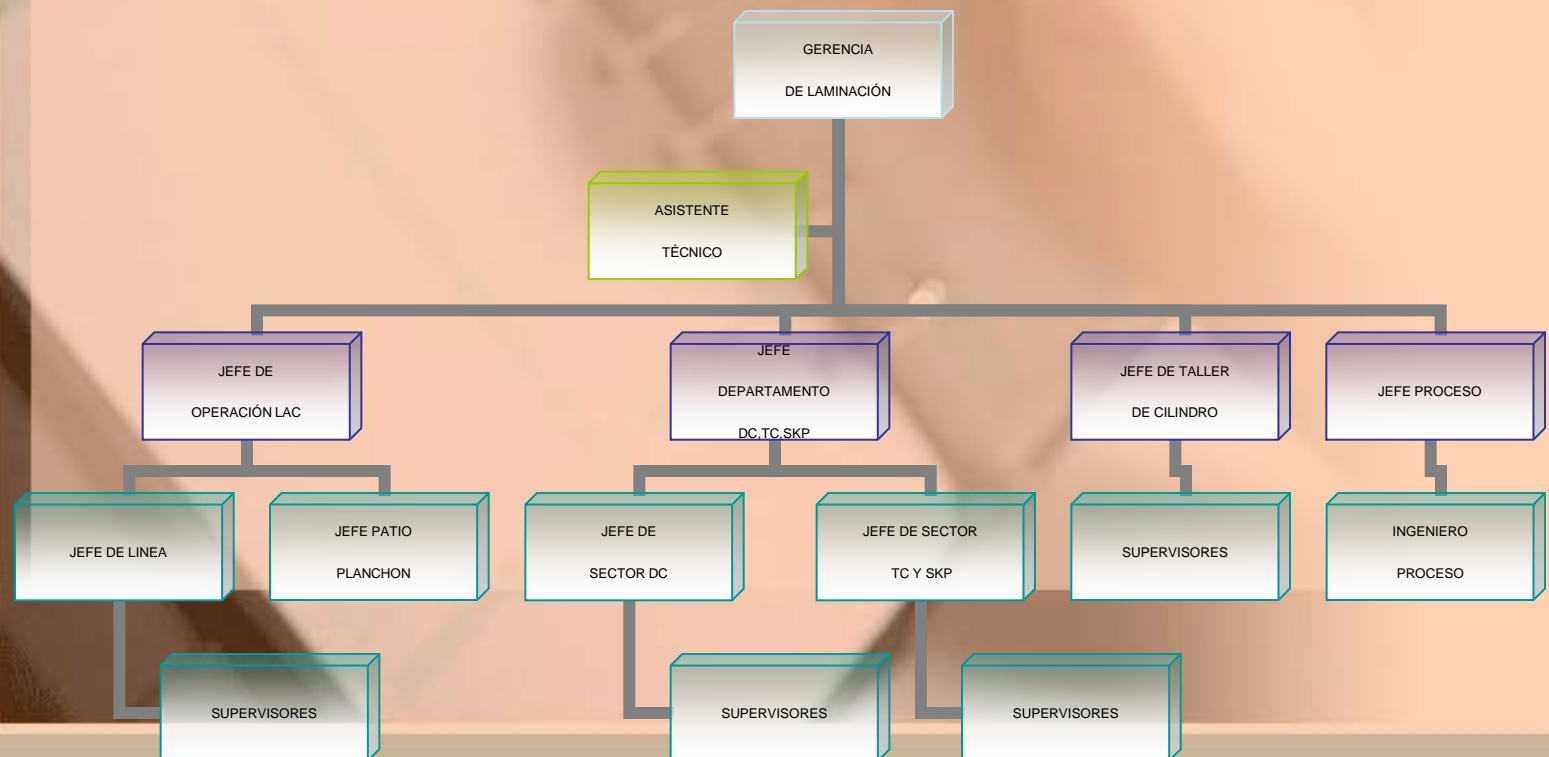 GERENCIA
DE LAMINACIÓN
ASISTENTE
TÉCNICO
JEFE DE
OPERACIÓN LAC
JEFE
DEPARTAMENTO
DC,TC,SKP
JEFE DE TALLER
DE CILINDRO
JEFE PROCESO
JEFE DE LINEA
JEFE PATIO
PLANCHON
JEFE DE
SECTOR DC
JEFE DE SECTOR
TC Y SKP
SUPERVISORES
INGENIERO
PROCESO
SUPERVISORES
SUPERVISORES
SUPERVISORES